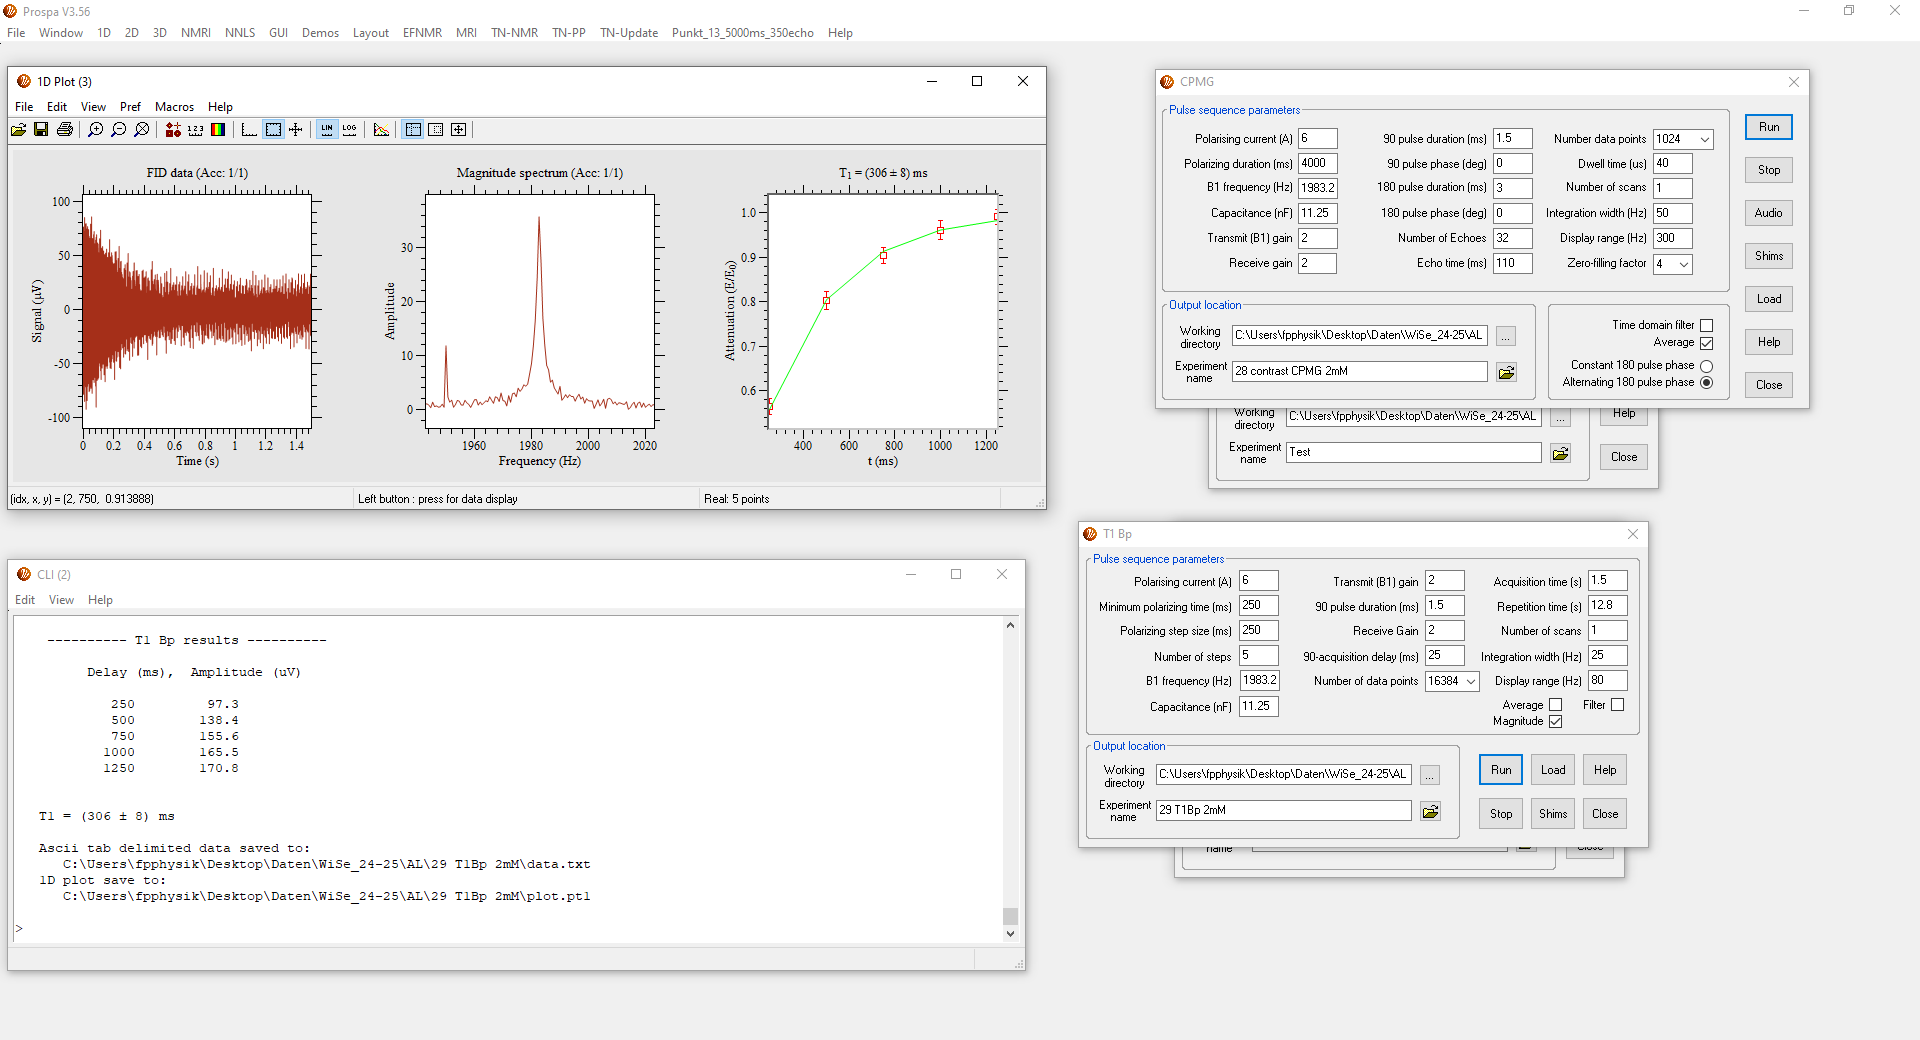 Prospa V3.56
File Window 1D 2D 3D NMRI NNLS GUI Demos Layout EFNMR MRI TN-NMR TN-PP TN-Update Punkt_13_5000ms_350echo Help
1D Plot (3)
File Edit View Pref Macros Help
1 2 3 LIN LOG
FID data (Acc: 1/1)
100
50
0
-50
-100
Signal (µV)
0 0.2 0.4 0.6 0.8 1 1.2 1.4
Time (s)
Magnitude spectrum (Acc: 1/1)
30
20
10
0
Amplitude
1960 1980 2000 2020
Frequency (Hz)
T1 = (306 ± 8) ms
1.0
0.9
0.8
0.7
0.6
Attenuation (E/E0)
400 600 800 1000 1200
t (ms)
(idx, x, y) = (2, 750, 0.913888)
Left button : press for data display
Real: 5 points
CLI (2)
Edit View Help
---------- T1 Bp results ----------
Delay (ms), Amplitude (uV)
250 97.3
500 138.4
750 155.6
1000 165.5
1250 170.8
T1 = (306 ± 8) ms
Ascii tab delimited data saved to:
C:\Users\fpphysik\Desktop\Daten\WiSe_24-25\AL\29 T1Bp 2mM\data.txt
1D plot save to:
C:\Users\fpphysik\Desktop\Daten\WiSe_24-25\AL\29 T1Bp 2mM\plot.pt1
>
CPMG
Pulse sequence parameters
Polarising current (A) 6 90 pulse duration (ms) 1.5 Number data points 1024
Polarizing duration (ms) 4000 90 pulse phase (deg) 0 Dwell time (us) 40
B1 frequency (Hz) 1983.2 180 pulse duration (ms) 3 Number of scans 1
Capacitance (nF) 11.25 180 pulse phase (deg) 0 Integration width (Hz) 50
Transmit (B1) gain 2 Number of Echoes 32 Display range (Hz) 300
Receive gain 2 Echo time (ms) 110 Zero-filling factor 4
Run
Stop
Audio
Shims
Load
Help
Close
Output location
Working directory C:\Users\fpphysik\Desktop\Daten\WiSe_24-25\AL ...
Experiment name 28 contrast CPMG 2mM
Time domain filter
Average
Constant 180 pulse phase
Alternating 180 pulse phase
Working directory C:\Users\fpphysik\Desktop\Daten\WiSe_24-25\AL ... Help
Experiment name Test Close
T1 Bp
Pulse sequence parameters
Polarising current (A) 6 Transmit (B1) gain 2 Acquisition time (s) 1.5
Minimum polarizing time (ms) 250 90 pulse duration (ms) 1.5 Repetition time (s) 12.8
Polarizing step size (ms) 250 Receive Gain 2 Number of scans 1
Number of steps 5 90-acquisition delay (ms) 25 Integration width (Hz) 25
B1 frequency (Hz) 1983.2 Number of data points 16384 Display range (Hz) 80
Capacitance (nF) 11.25 Average Filter
Magnitude
Output location
Working directory C:\Users\fpphysik\Desktop\Daten\WiSe_24-25\AL ...
Experiment name 29 T1Bp 2mM
Run Load Help
Stop Shims Close
name Close